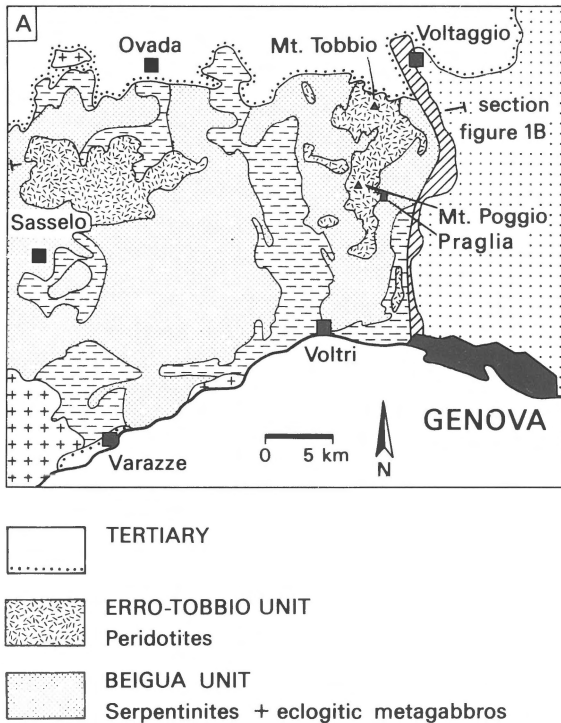 A
Ovada
Mt. Tobbio
Voltaggio
section
figure 1B
Sasselo
Mt. Poggio
Praglia
Voltri
GENOVA
Varazze
0 5 km
N
TERTIARY
ERRO-TOBBIO UNIT
Peridotites
BEIGUA UNIT
Serpentinites + eclogitic metagabbros